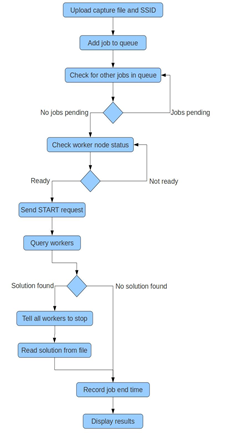 Upload capture file and SSID
Add job to queue
Check for other jobs in queue
No jobs pending
Jobs pending
Check worker node status
Ready
Not ready
Send START request
Query workers
Solution found
No solution found
Tell all workers to stop
Read solution from file
Record job end time
Display results